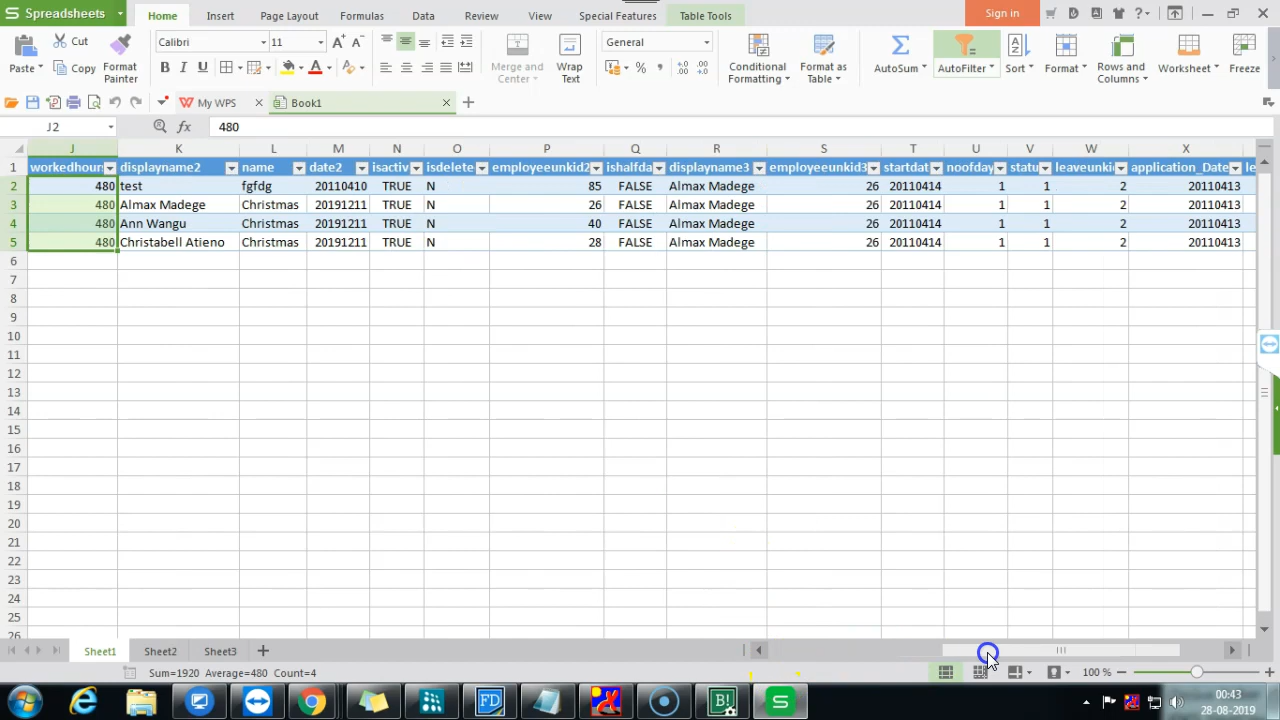 Spreadsheets Home Insert Page Layout Formulas Data Review View Special Features Table Tools Sign in
Cut Calibri 11 General
Paste Copy Format Painter B I U Merge and Center Wrap Text Conditional Formatting Format as Table AutoSum AutoFilter Sort Format Rows and Columns Worksheet Freeze
My WPS Book1
J2 fx 480
J K L M N O P Q R S T U V W X
1 workedhour displayname2 name date2 isactiv isdelete employeeunkid2 ishalfda displayname3 employeeunkid3 startdat noofday statu leaveunki application_Date le
2 480 test fgfdg 20110410 TRUE N 85 FALSE Almax Madege 26 20110414 1 1 2 20110413
3 480 Almax Madege Christmas 20191211 TRUE N 26 FALSE Almax Madege 26 20110414 1 1 2 20110413
4 480 Ann Wangu Christmas 20191211 TRUE N 40 FALSE Almax Madege 26 20110414 1 1 2 20110413
5 480 Christabell Atieno Christmas 20191211 TRUE N 28 FALSE Almax Madege 26 20110414 1 1 2 20110413
6
7
8
9
10
11
12
13
14
15
16
17
18
19
20
21
22
23
24
25
26
Sheet1 Sheet2 Sheet3
Sum=1920 Average=480 Count=4 100 %
FD B! S 00:43
28-08-2019